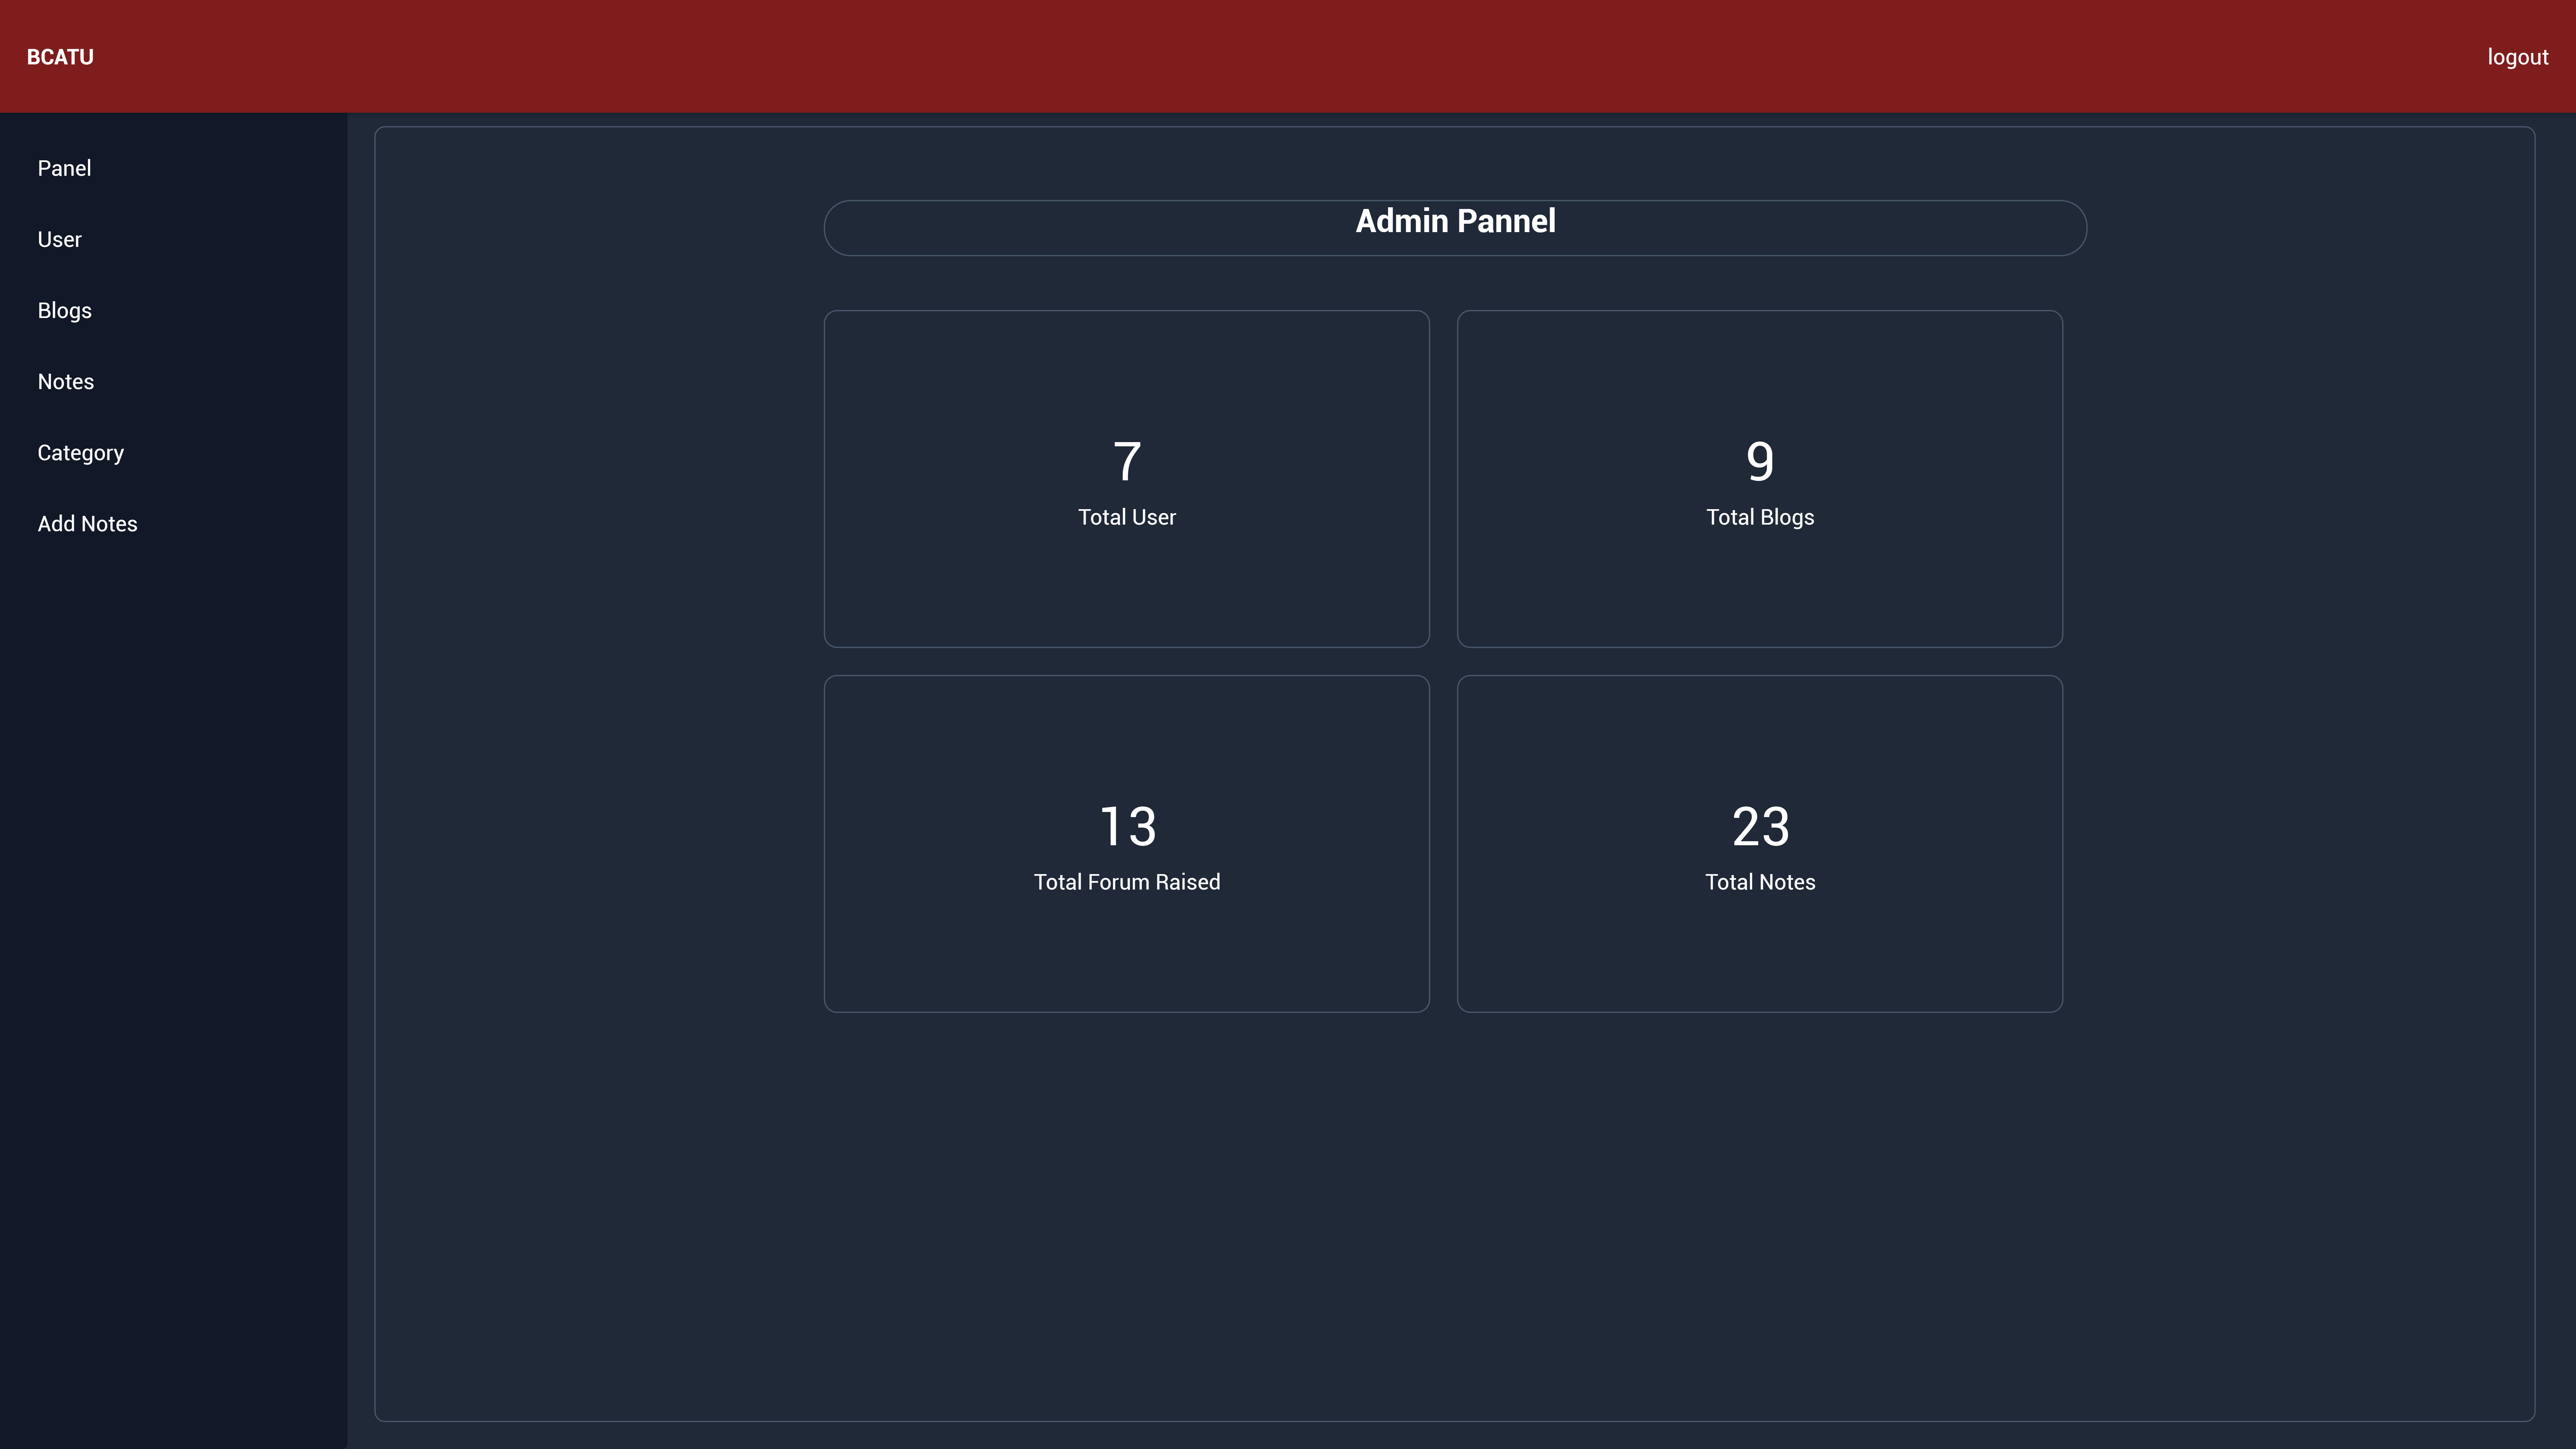 BCATU
logout
Panel
User
Blogs
Notes
Category
Add Notes
Admin Pannel
7
Total User
9
Total Blogs
13
Total Forum Raised
23
Total Notes